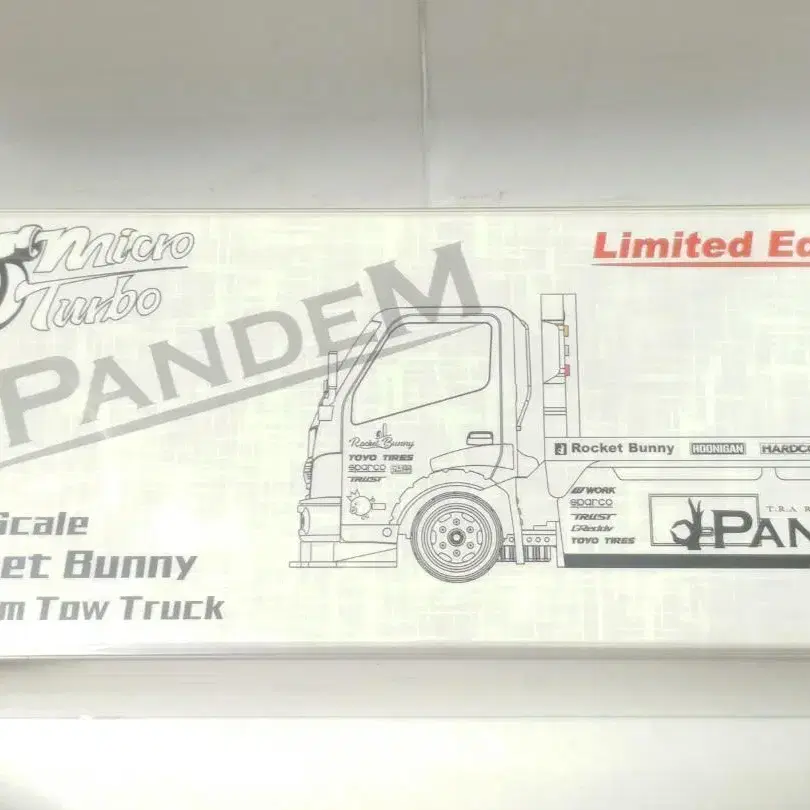 Micro
Turbo
Limited Ed
PANDEM
Rocket Bunny
TOYO TIRES
sparco
TRUST
Rocket Bunny HOONIGAN HARDCO
WORK
sparco
TRUST
GReddy
TOYO TIRES
T.R.A R
PAN
Scale
et Bunny
m Tow Truck